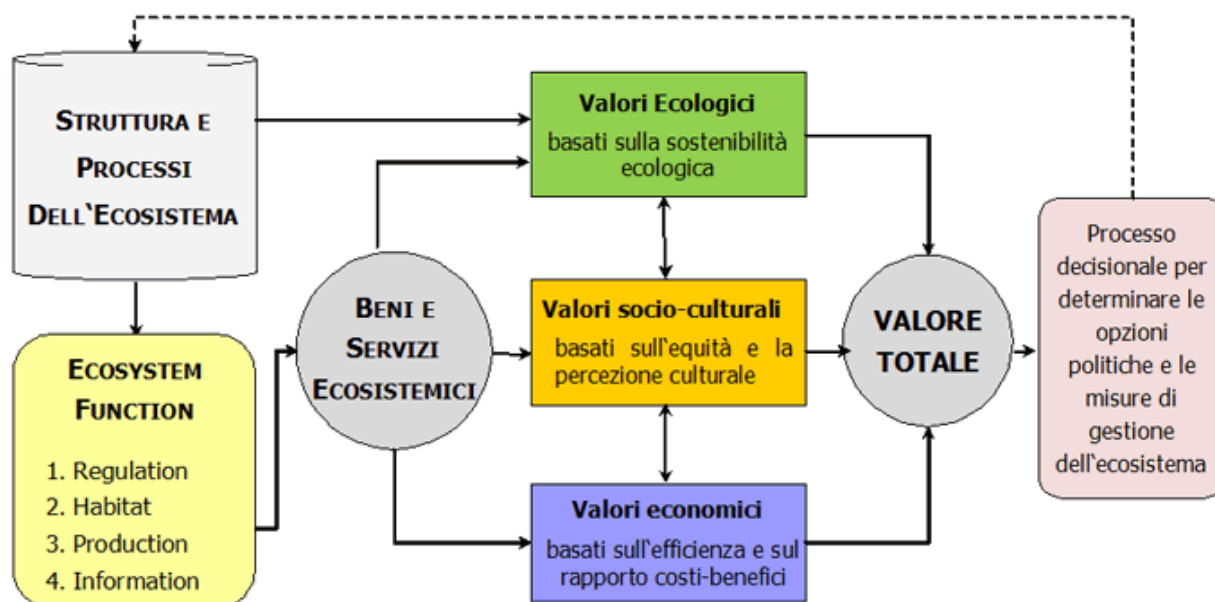 STRUTTURA E
PROCESSI
DELL'ECOSISTEMA
ECOSYSTEM
FUNCTION
1. Regulation
2. Habitat
3. Production
4. Information
BENI E
SERVIZI
ECOSISTEMICI
Valori Ecologici
basati sulla sostenibilità
ecologica
Valori socio-culturali
basati sull'equità e la
percezione culturale
Valori economici
basati sull'efficienza e sul
rapporto costi-benefici
VALORE
TOTALE
Processo
decisionale per
determinare le
opzioni
politiche e le
misure di
gestione
dell'ecosistema